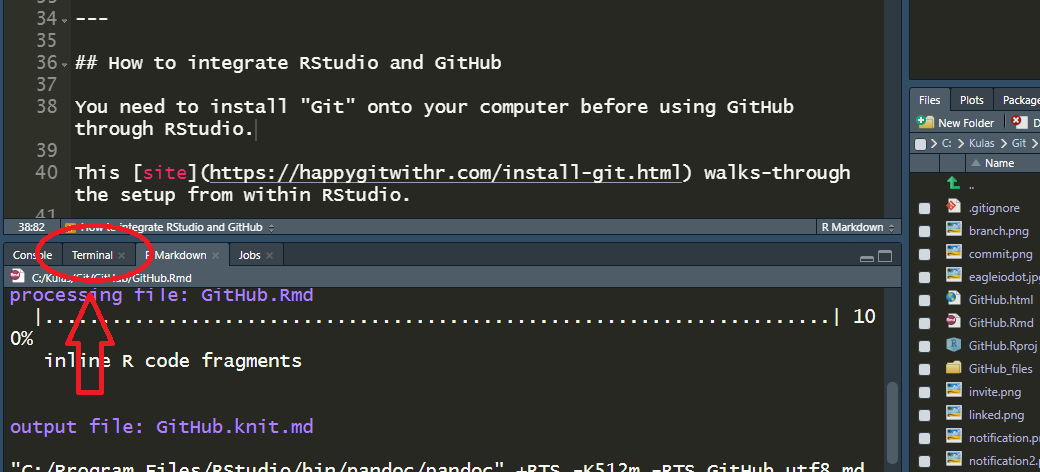 34 ---
35
36 ## How to integrate RStudio and GitHub
37
38 You need to install "Git" onto your computer before using GitHub
through RStudio.
39
40 This [site](https://happygitwithr.com/install-git.html) walks-through
the setup from within RStudio.
41
38:82 How to integrate RStudio and GitHub R Markdown
Console Terminal R Markdown Jobs
C:/Kulas/Git/GitHub/GitHub.Rmd
processing file: GitHub.Rmd
|......................................................................| 10
0%
inline R code fragments
output file: GitHub.knit.md
"C:/Program Files/RStudio/bin/pandoc/pandoc" +RTS -K512m -RTS GitHub.utf8.md
Files Plots Package
New Folder D
C: Kulas Git
Name
..
.gitignore
branch.png
commit.png
eagleiodot.jp
GitHub.html
GitHub.Rmd
GitHub.Rproj
GitHub_files
invite.png
linked.png
notification.p
notification2.p